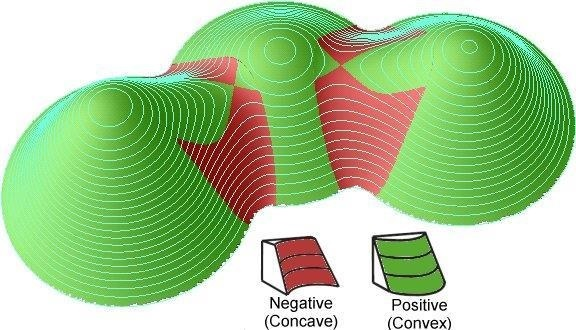 Negative
(Concave)
Positive
(Convex)